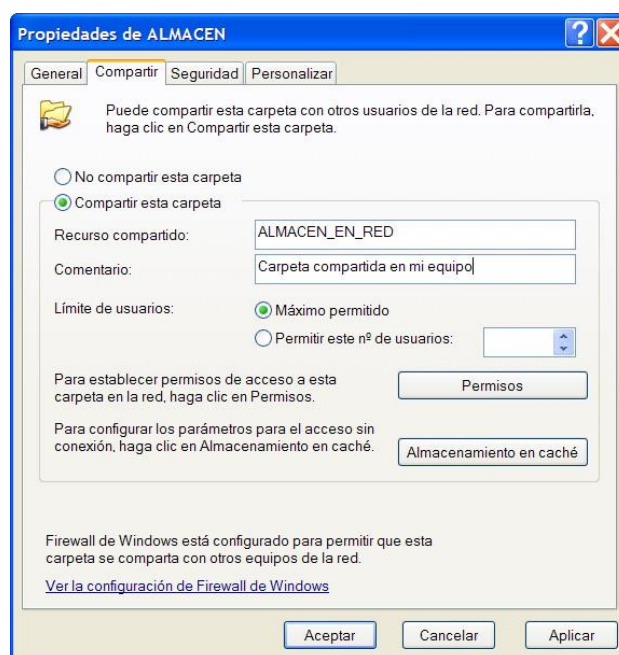 Propiedades de ALMACEN
General Compartir Seguridad Personalizar
Puede compartir esta carpeta con otros usuarios de la red. Para compartirla,
haga clic en Compartir esta carpeta.
No compartir esta carpeta
Compartir esta carpeta
Recurso compartido: ALMACEN_EN_RED
Comentario: Carpeta compartida en mi equipo
Límite de usuarios: Máximo permitido
Permitir este nº de usuarios:
Para establecer permisos de acceso a esta
carpeta en la red, haga clic en Permisos.
Permisos
Para configurar los parámetros para el acceso sin
conexión, haga clic en Almacenamiento en caché.
Almacenamiento en caché
Firewall de Windows está configurado para permitir que esta
carpeta se comparta con otros equipos de la red.
Ver la configuración de Firewall de Windows
Aceptar Cancelar Aplicar